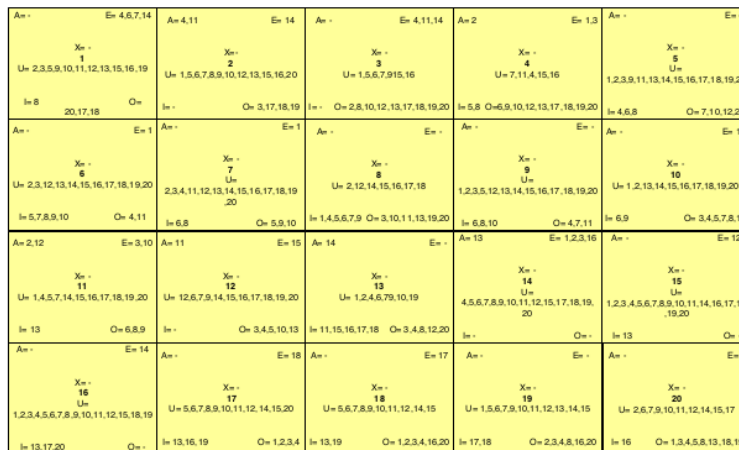 A= -   E= 4,6,7,14
X= -
1
U= 2,3,5,9,10,11,12,13,15,16,19
I= 8   O=
20,17,18
A= 4,11   E= 14
X= -
2
U= 1,5,6,7,8,9,10,12,13,15,16,20
I= -   O= 3,17,18,19
A= -   E= 4,11,14
X= -
3
U= 1,5,6,7,915,16
I= -   O= 2,8,10,12,13,17,18,19,20
A= 2   E= 1,3
X= -
4
U= 7,11,4,15,16
I= 5,8   O=6,9,10,12,13,17,18,19,20
A= -   E=
X= -
5
U=
1,2,3,9,11,13,14,15,16,17,18,19,2
I= 4,6,8   O= 7,10,12,2
A= -   E= 1
X= -
6
U= 2,3,12,13,14,15,16,17,18,19,20
I= 5,7,8,9,10   O= 4,11
A= -   E= 1
X= -
7
U=
2,3,4,11,12,13,14,15,16,17,18,19
,20
I= 6,8   O= 5,9,10
A= -   E= -
X= -
8
U= 2,12,14,15,16,17,18
I= 1,4,5,6,7,9   O= 3,10,11,13,19,20
A= -   E= -
X= -
9
U=
1,2,3,5,12,13,14,15,16,17,18,19,20
I= 6,8,10   O= 4,7,11
A= -   E= 1
X= -
10
U= 1,2,13,14,15,16,17,18,19,20
I= 6,9   O= 3,4,5,7,8,1
A= 2,12   E= 3,10
X= -
11
U= 1,4,5,7,14,15,16,17,18,19,20
I= 13   O= 6,8,9
A= 11   E= 15
X= -
12
U= 12,6,7,9,14,15,16,17,18,19,20
I= -   O= 3,4,5,10,13
A= 14   E= -
X= -
13
U= 1,2,4,6,79,10,19
I= 11,15,16,17,18   O= 3,4,8,12,20
A= 13   E= 1,2,3,16
X= -
14
U=
4,5,6,7,8,9,10,11,12,15,17,18,19,
20
I= -   O= -
A= -   E= 12
X= -
15
U=
1,2,3,4,5,6,7,8,9,10,11,14,16,17,1
,19,20
I= 13   O=
A= -   E= 14
X= -
16
U=
1,2,3,4,5,6,7,8,9,10,11,12,15,18,19
I= 13,17,20   O= -
A= -   E= 18
X= -
17
U= 5,6,7,8,9,10,11,12,14,15,20
I= 13,16,19   O= 1,2,3,4
A= -   E= 17
X= -
18
U= 5,6,7,8,9,10,11,12,14,15
I= 13,19   O= 1,2,3,4,16,20
A= -   E= -
X= -
19
U= 1,5,6,7,9,10,11,12,13,14,15
I= 17,18   O= 2,3,4,8,16,20
A= -   E=
X= -
20
U= 2,6,7,9,10,11,12,14,15,17
I= 16   O= 1,3,4,5,8,13,18,1